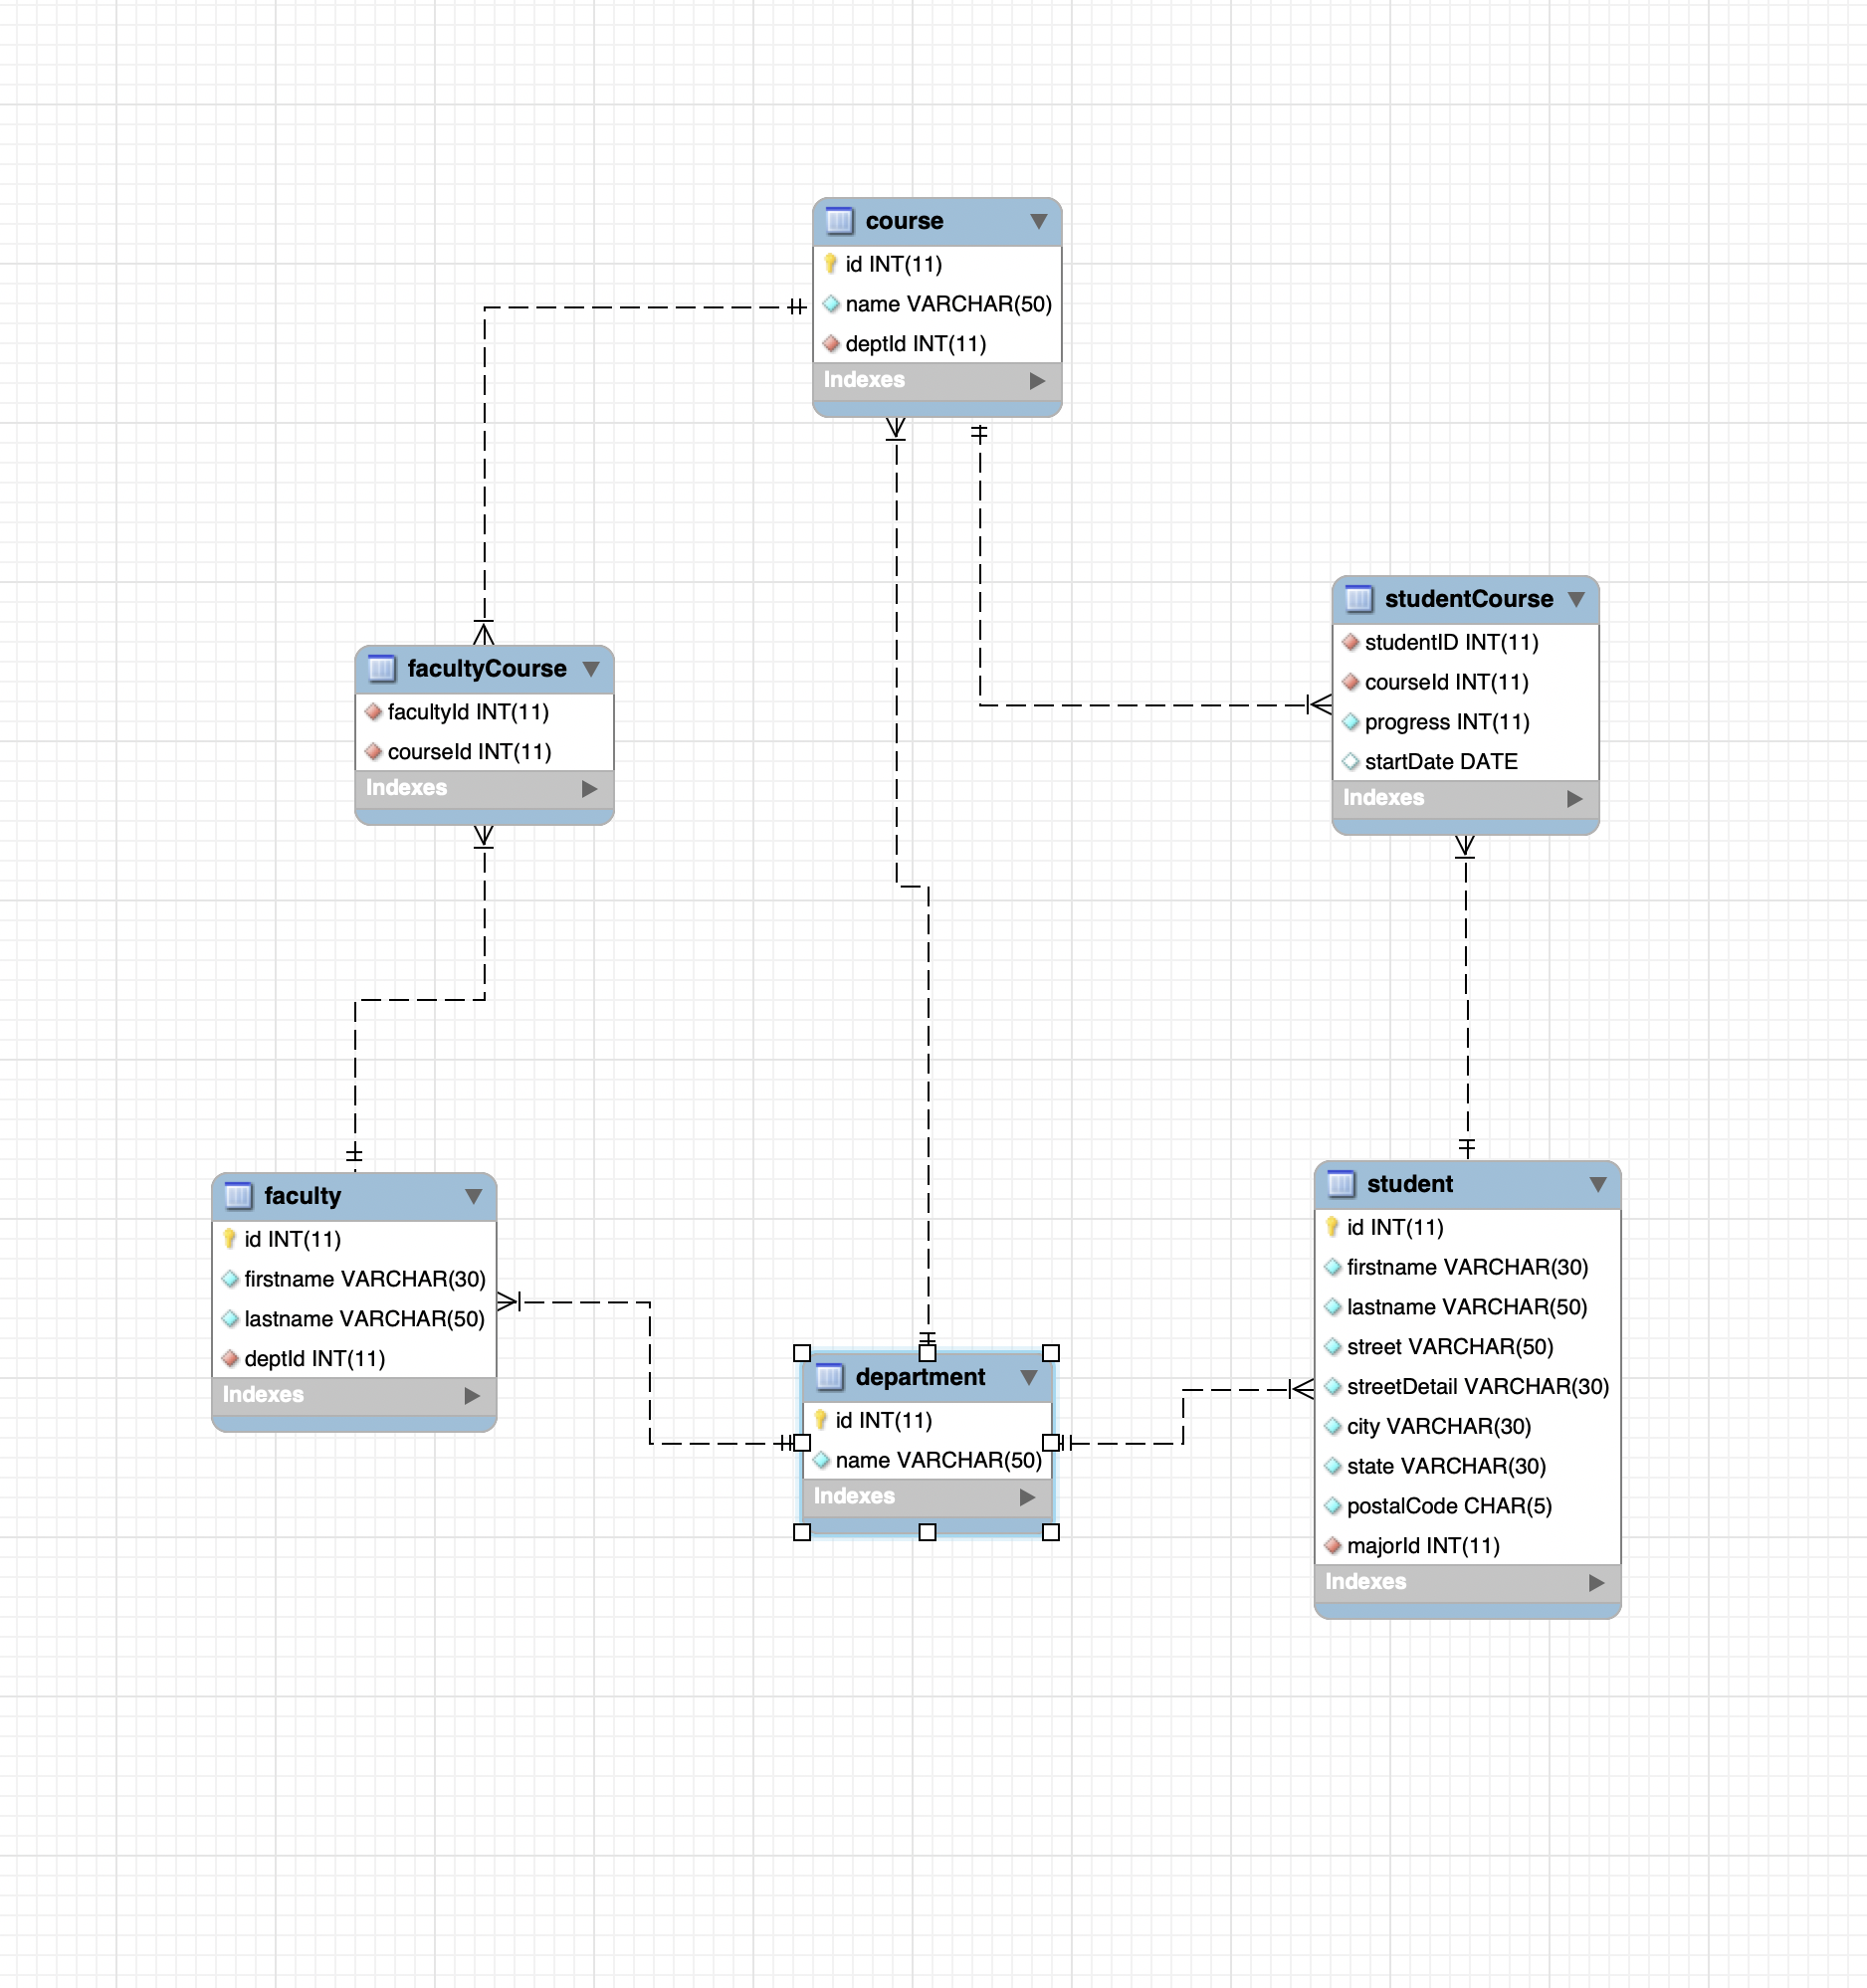 course
id INT(11)
name VARCHAR(50)
deptId INT(11)
Indexes
studentCourse
studentID INT(11)
courseId INT(11)
progress INT(11)
startDate DATE
Indexes
facultyCourse
facultyId INT(11)
courseId INT(11)
Indexes
faculty
id INT(11)
firstname VARCHAR(30)
lastname VARCHAR(50)
deptId INT(11)
Indexes
department
id INT(11)
name VARCHAR(50)
Indexes
student
id INT(11)
firstname VARCHAR(30)
lastname VARCHAR(50)
street VARCHAR(50)
streetDetail VARCHAR(30)
city VARCHAR(30)
state VARCHAR(30)
postalCode CHAR(5)
majorId INT(11)
Indexes